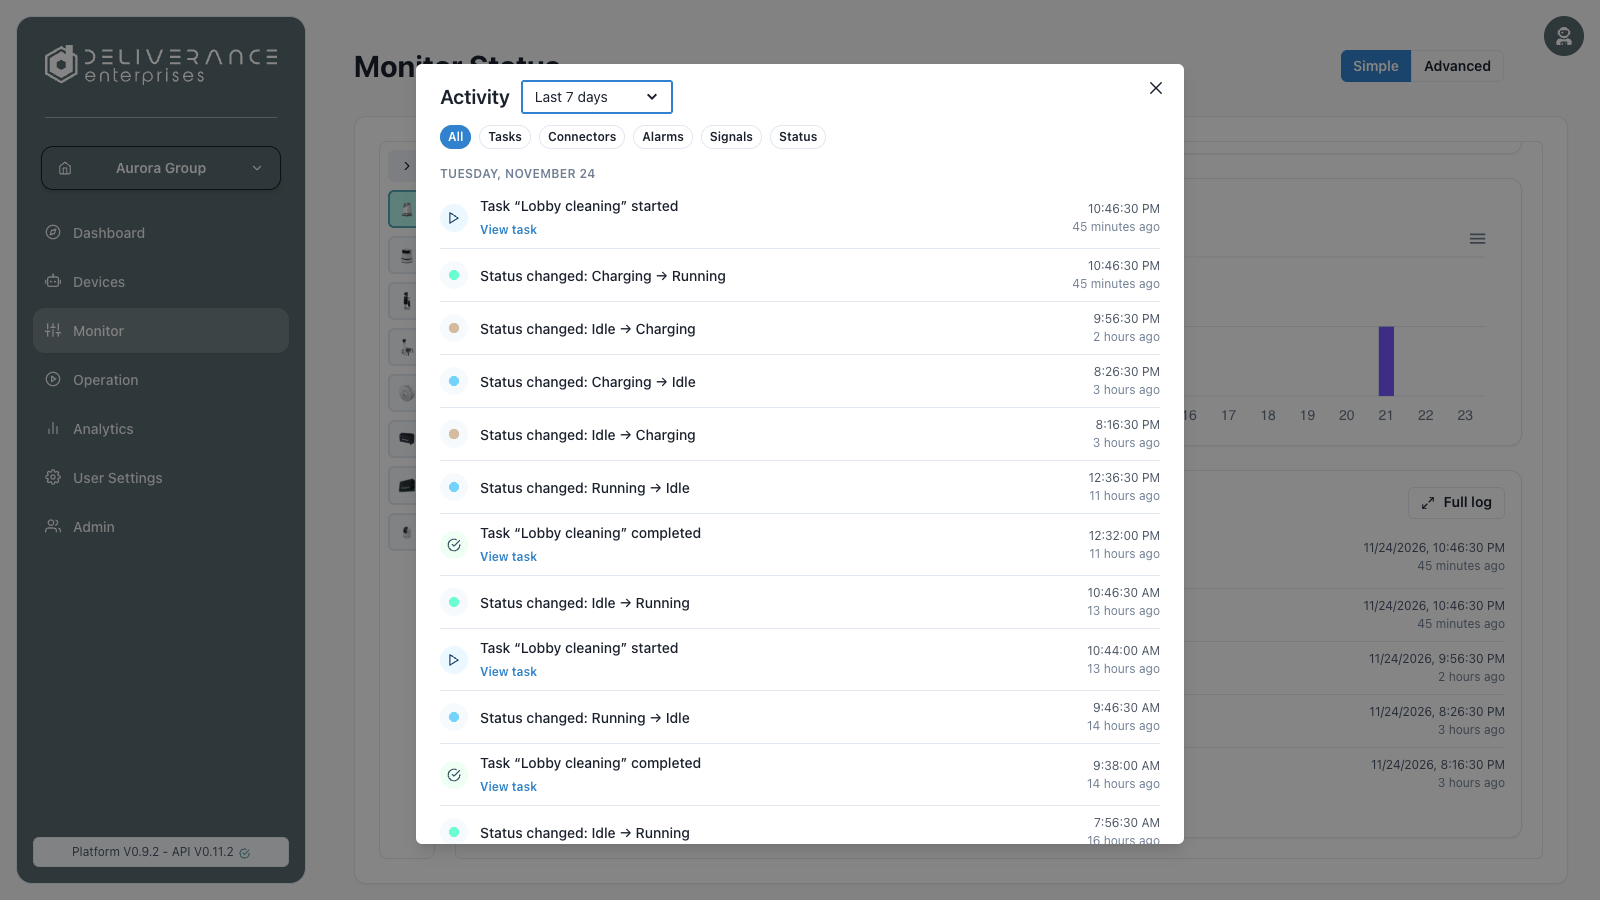 DELIVERANCE
enterprises
Aurora Group
Dashboard
Devices
Monitor
Operation
Analytics
User Settings
Admin
Platform V0.9.2 - API V0.11.2
Monitor Status
Simple
Advanced
Activity
Last 7 days
All
Tasks
Connectors
Alarms
Signals
Status
TUESDAY, NOVEMBER 24
Task “Lobby cleaning” started
View task
10:46:30 PM
45 minutes ago
Status changed: Charging → Running
10:46:30 PM
45 minutes ago
Status changed: Idle → Charging
9:56:30 PM
2 hours ago
Status changed: Charging → Idle
8:26:30 PM
3 hours ago
Status changed: Idle → Charging
8:16:30 PM
3 hours ago
Status changed: Running → Idle
12:36:30 PM
11 hours ago
Task “Lobby cleaning” completed
View task
12:32:00 PM
11 hours ago
Status changed: Idle → Running
10:46:30 AM
13 hours ago
Task “Lobby cleaning” started
View task
10:44:00 AM
13 hours ago
Status changed: Running → Idle
9:46:30 AM
14 hours ago
Task “Lobby cleaning” completed
View task
9:38:00 AM
14 hours ago
Status changed: Idle → Running
7:56:30 AM
16 hours ago
16 17 18 19 20 21 22 23
Full log
11/24/2026, 10:46:30 PM
45 minutes ago
11/24/2026, 10:46:30 PM
45 minutes ago
11/24/2026, 9:56:30 PM
2 hours ago
11/24/2026, 8:26:30 PM
3 hours ago
11/24/2026, 8:16:30 PM
3 hours ago